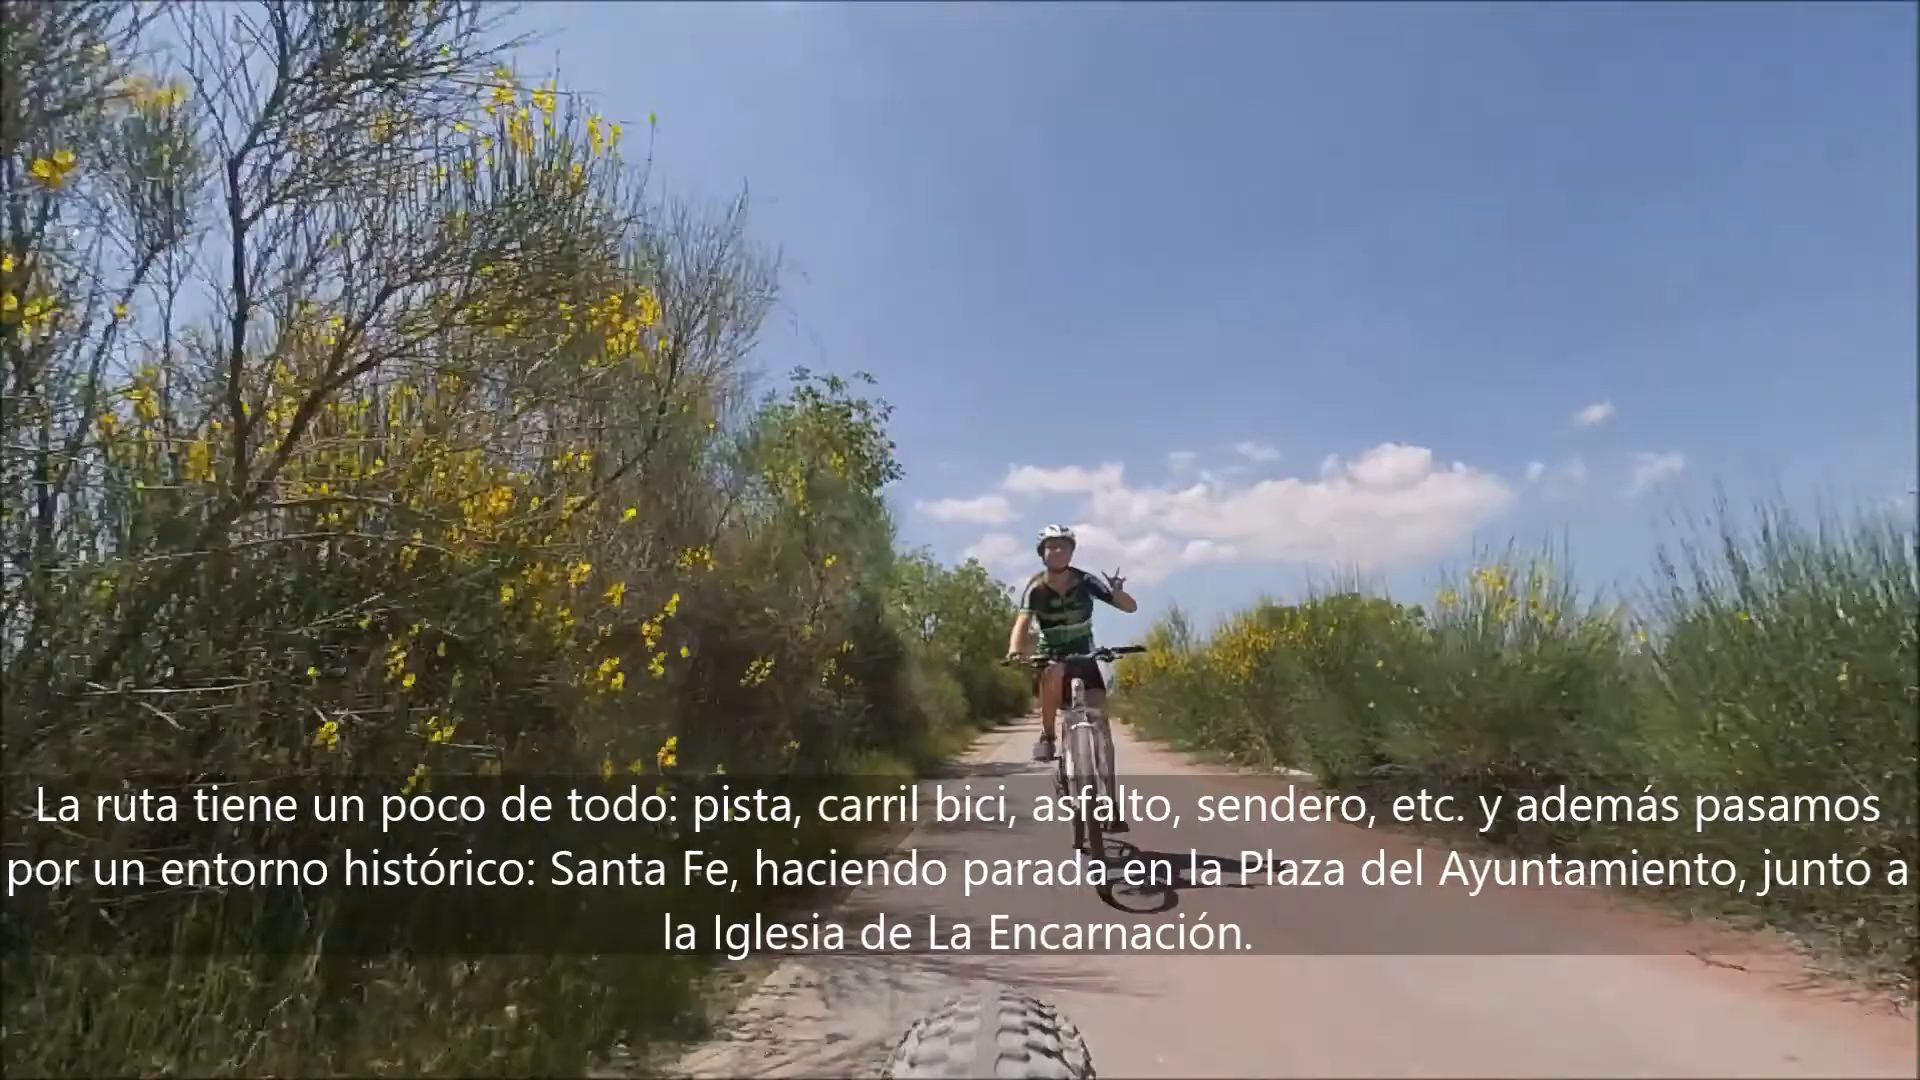 La ruta tiene un poco de todo: pista, carril bici, asfalto, sendero, etc. y además pasamos
por un entorno histórico: Santa Fe, haciendo parada en la Plaza del Ayuntamiento, junto a
la Iglesia de La Encarnación.